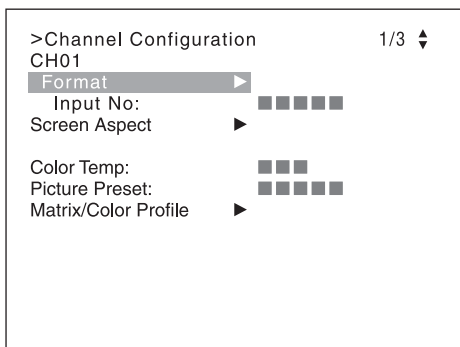 >Channel Configuration 1/3
CH01
Format ►
Input No: ■■■■■
Screen Aspect ►
Color Temp: ■■■
Picture Preset: ■■■■■
Matrix/Color Profile ►